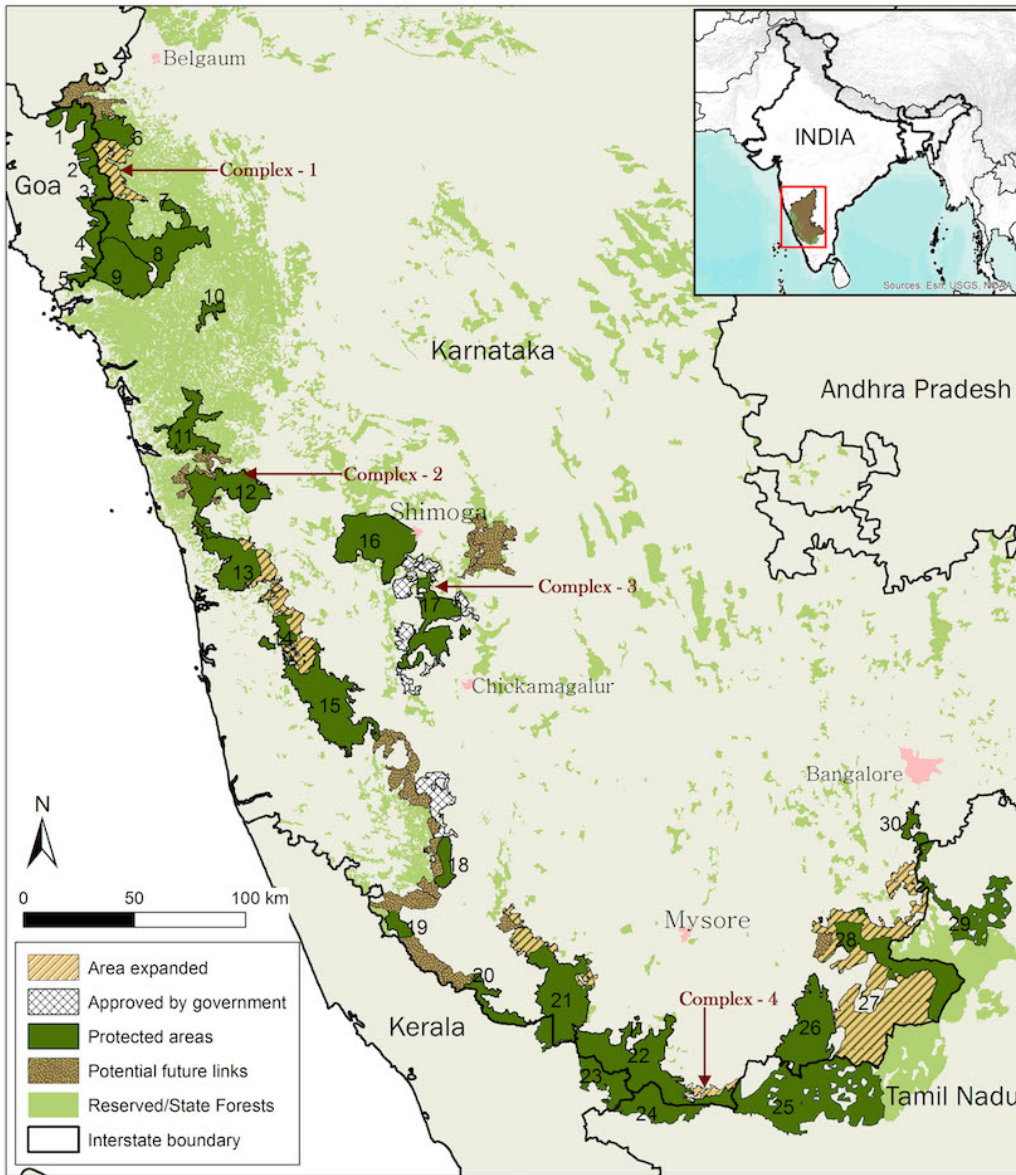 Belgaum
INDIA
1
6
2
Complex - 1
Goa
3
7
4
8
5
9
Sources: Esri, USGS, NOAA
10
Karnataka
Andhra Pradesh
11
Complex - 2
12
Shimoga
16
13
Complex - 3
17
14
Chickamagalur
15
Bangalore
N
30
0 50 100 km
18
Mysore
29
19
28
Area expanded
20
Complex - 4
Approved by government
21
27
Kerala
Protected areas
26
22
Potential future links
23
Reserved/State Forests
24
25
Tamil Nadu
Interstate boundary